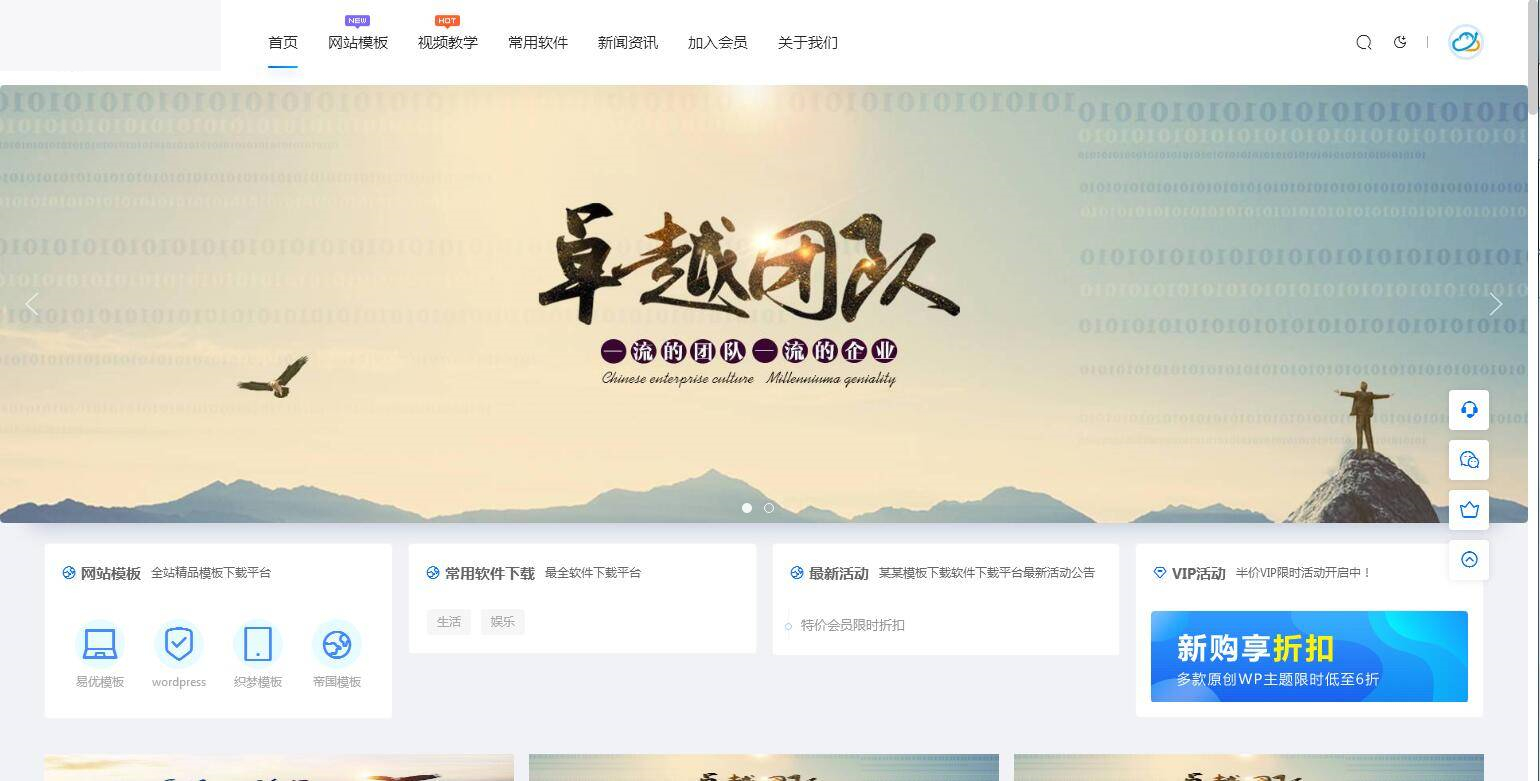 NEW HOT
首页 网站模板 视频教学 常用软件 新闻资讯 加入会员 关于我们
01010101010101010101010101010
卓越团队
一流的团队一流的企业
Chinese enterprise culture Millenniuma geniality
网站模板 全站精品模板下载平台
易优模板 wordpress 织梦模板 帝国模板
常用软件下载 最全软件下载平台
生活 娱乐
最新活动 某某模板下载软件下载平台最新活动公告
特价会员限时折扣
VIP活动 半价VIP限时活动开启中！
新购享折扣
多款原创WP主题限时低至6折